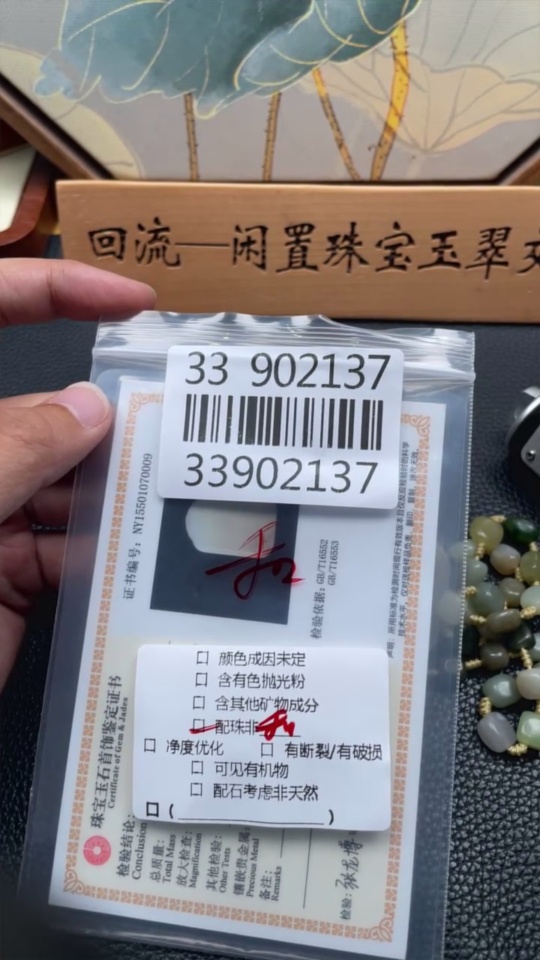 回流—闲置珠宝玉翠
33 902137
33902137
证书编号: NY15501070009
检验依据: GB/T16552
GB/T16553
□ 颜色成因未定
□ 含有色抛光粉
□ 含其他矿物成分
□ 配珠非
□ 净度优化 □ 有断裂/有破损
□ 可见有机物
□ 配石考虑非天然
□ (
)
珠宝玉石首饰鉴定证书
Certificate of Gem & Jades
检验结论:
Conclusion
总质量:
Total Mass
放大检查:
Magnification
其他检验:
Other Tests
镶嵌贵金属:
Precious Metal
备注:
Remarks
检验: